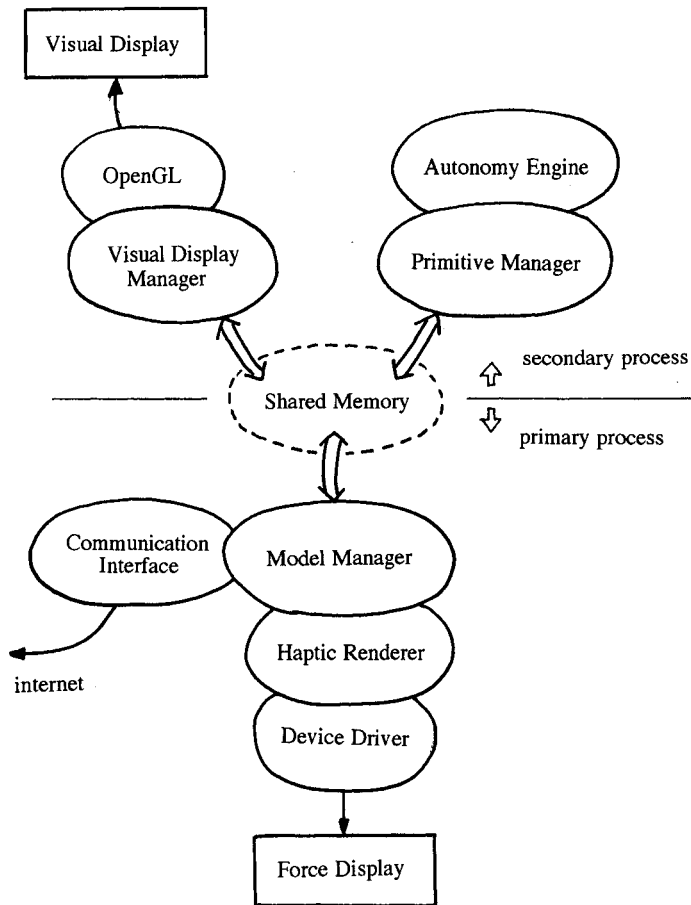 Visual Display
OpenGL
Autonomy Engine
Visual Display
Manager
Primitive Manager
secondary process
Shared Memory
primary process
Communication
Interface
Model Manager
Haptic Renderer
internet
Device Driver
Force Display